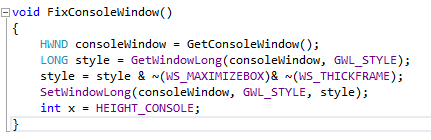 void FixConsoleWindow()
{
    HWND consoleWindow = GetConsoleWindow();
    LONG style = GetWindowLong(consoleWindow, GWL_STYLE);
    style = style & ~(WS_MAXIMIZEBOX)& ~(WS_THICKFRAME);
    SetWindowLong(consoleWindow, GWL_STYLE, style);
    int x = HEIGHT_CONSOLE;
}